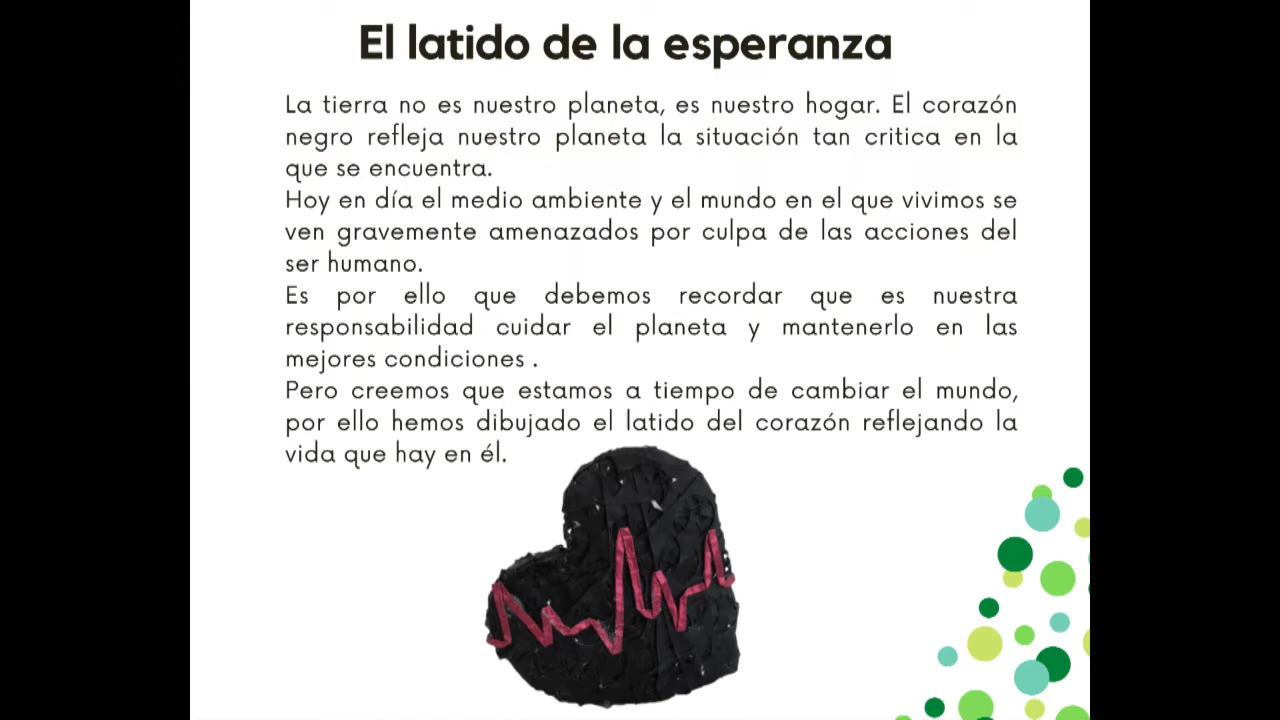 El latido de la esperanza
La tierra no es nuestro planeta, es nuestro hogar. El corazón
negro refleja nuestro planeta la situación tan critica en la
que se encuentra.
Hoy en día el medio ambiente y el mundo en el que vivimos se
ven gravemente amenazados por culpa de las acciones del
ser humano.
Es por ello que debemos recordar que es nuestra
responsabilidad cuidar el planeta y mantenerlo en las
mejores condiciones .
Pero creemos que estamos a tiempo de cambiar el mundo,
por ello hemos dibujado el latido del corazón reflejando la
vida que hay en él.